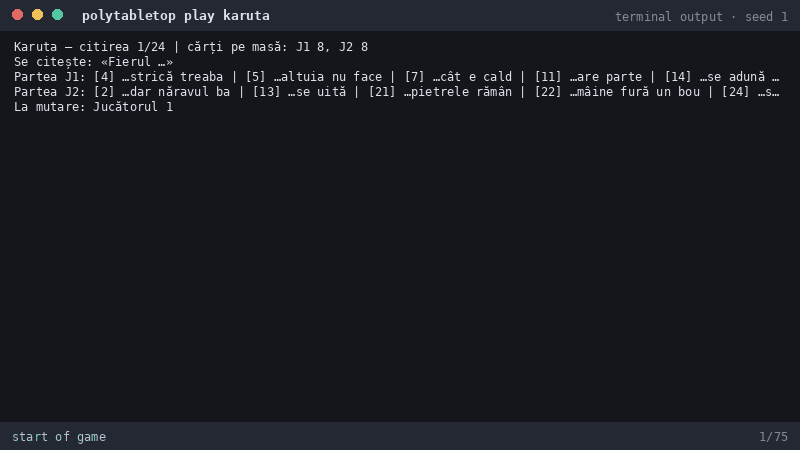 polytabletop play karuta
terminal output · seed 1
Karuta — citirea 1/24 | cărți pe masă: J1 8, J2 8
Se citește: «Fierul …»
Partea J1: [4] …strică treaba | [5] …altuia nu face | [7] …cât e cald | [11] …are parte | [14] …se adună …
Partea J2: [2] …dar năravul ba | [13] …se uită | [21] …pietrele rămân | [22] …mâine fură un bou | [24] …s…
La mutare: Jucătorul 1
start of game
1/75